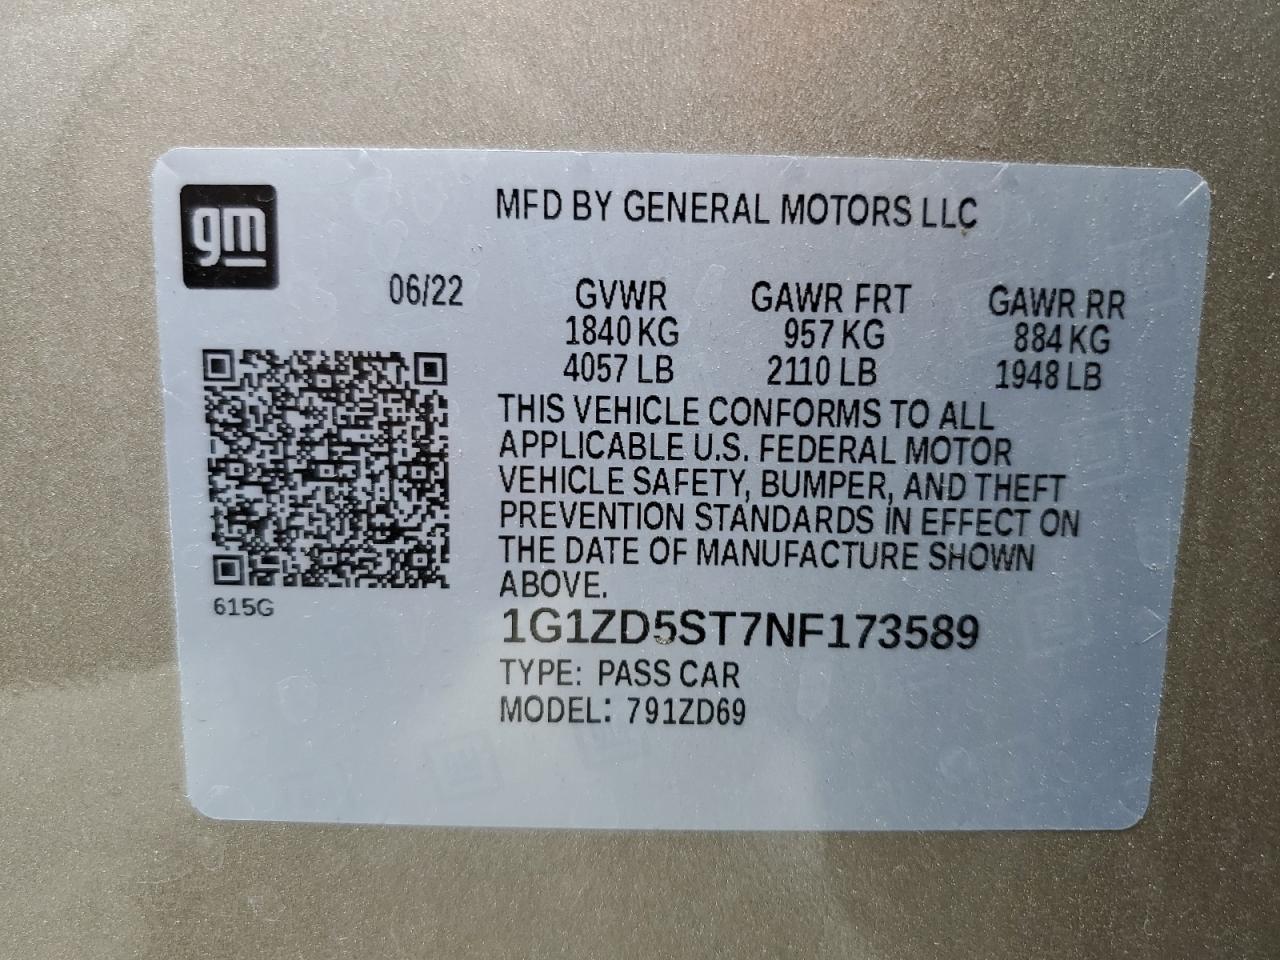 gm
MFD BY GENERAL MOTORS LLC
06/22
GVWR GAWR FRT GAWR RR
1840 KG 957 KG 884 KG
4057 LB 2110 LB 1948 LB
THIS VEHICLE CONFORMS TO ALL
APPLICABLE U.S. FEDERAL MOTOR
VEHICLE SAFETY, BUMPER, AND THEFT
PREVENTION STANDARDS IN EFFECT ON
THE DATE OF MANUFACTURE SHOWN
ABOVE.
615G
1G1ZD5ST7NF173589
TYPE: PASS CAR
MODEL: 791ZD69